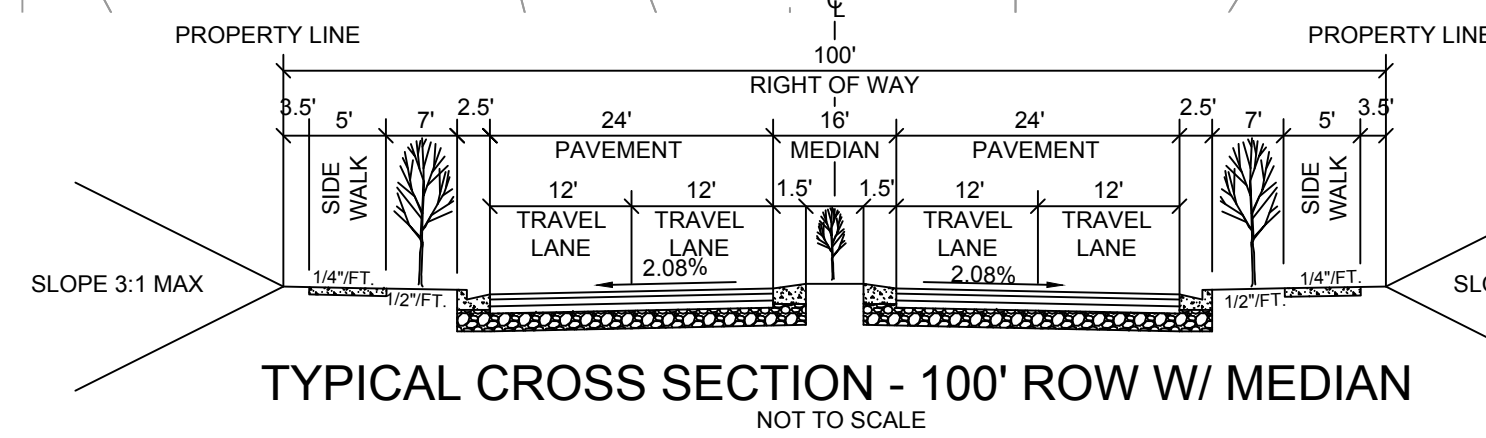 ℄
PROPERTY LINE
PROPERTY LINE
100'
RIGHT OF WAY
3.5' 5' 7' 2.5' 24' 16' 24' 2.5' 7' 5' 3.5'
PAVEMENT MEDIAN PAVEMENT
SIDE WALK
SIDE WALK
12' 12' 1.5' 1.5' 12' 12'
TRAVEL LANE
TRAVEL LANE
TRAVEL LANE
TRAVEL LANE
2.08% 2.08%
SLOPE 3:1 MAX
1/4"/FT.
1/2"/FT.
1/4"/FT.
1/2"/FT.
TYPICAL CROSS SECTION - 100' ROW W/ MEDIAN
NOT TO SCALE